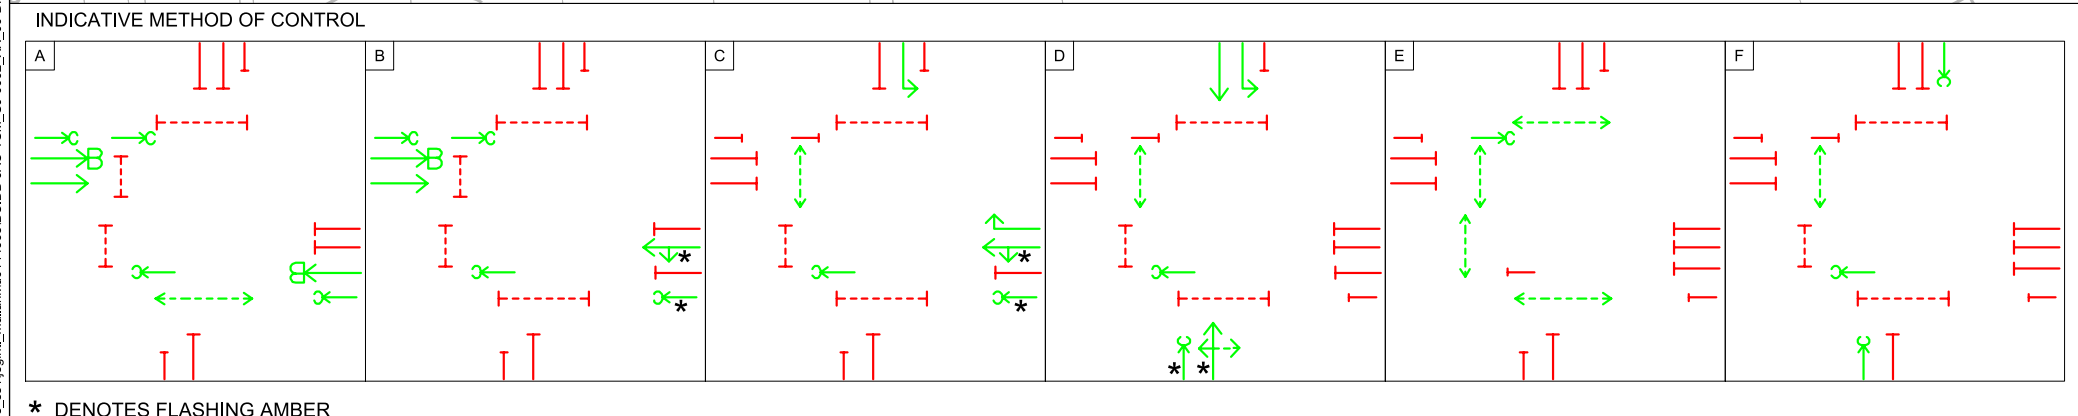 INDICATIVE METHOD OF CONTROL
A B C D E F
C C B C B C
C C B C * C *
C * C *
C C * *
C
C C C
* DENOTES FLASHING AMBER